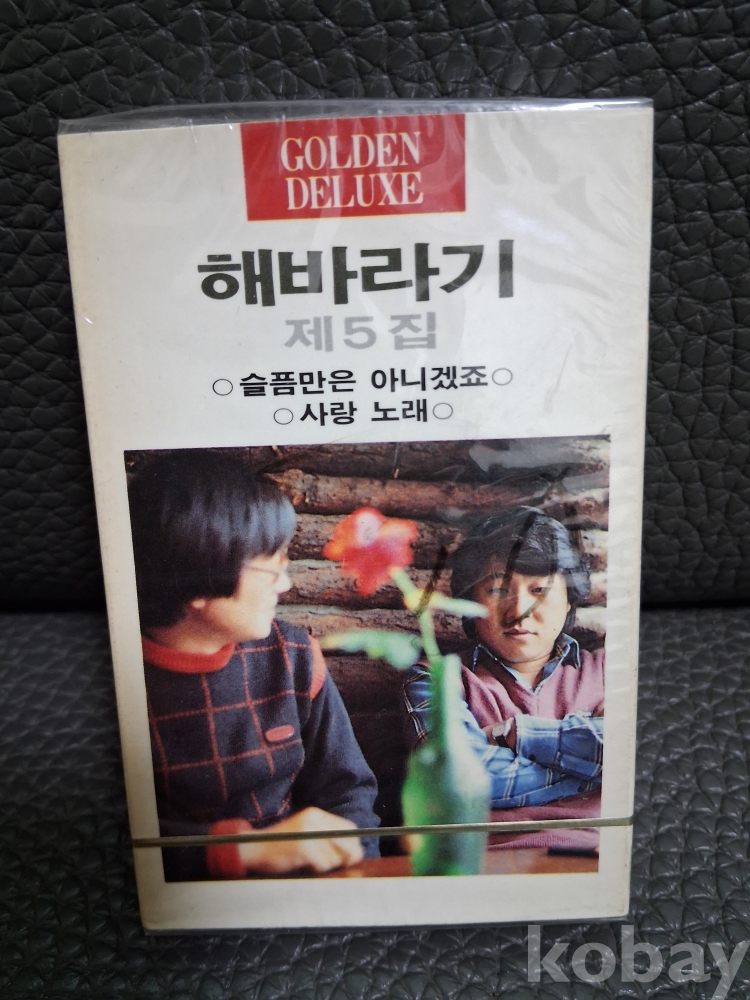 GOLDEN
DELUXE
해바라기
제5집
○슬픔만은 아니겠죠○
○사랑 노래○
kobay